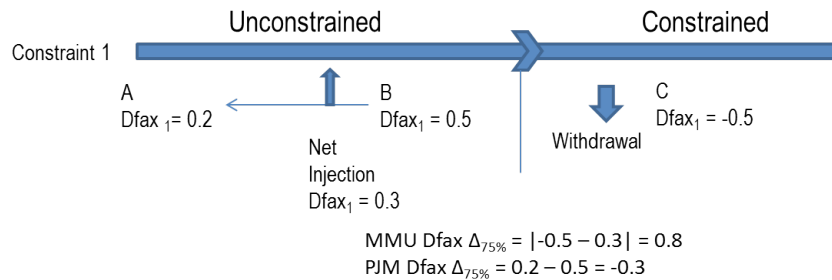 Unconstrained
Constrained
Constraint 1
A
Dfax ₁= 0.2
B
Dfax₁ = 0.5
C
Dfax₁ = -0.5
Withdrawal
Net
Injection
Dfax₁ = 0.3
MMU Dfax Δ₇₅% = |-0.5 – 0.3| = 0.8
PJM Dfax Δ₇₅% = 0.2 – 0.5 = -0.3